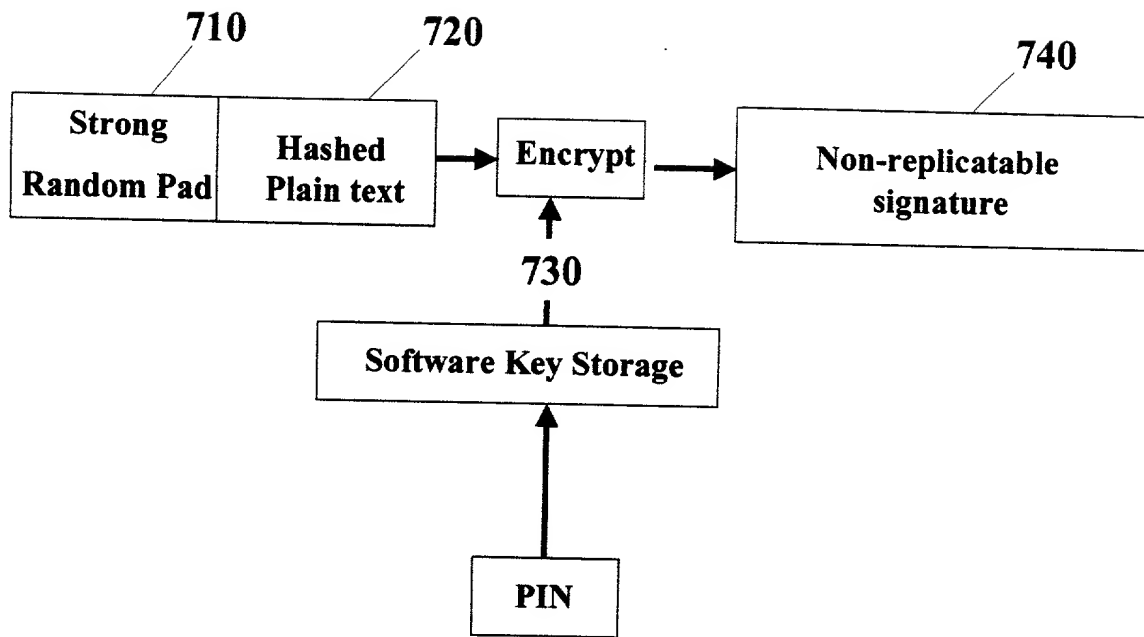 710
720
740
Strong
Random Pad
Hashed
Plain text
Encrypt
Non-replicatable
signature
730
Software Key Storage
PIN